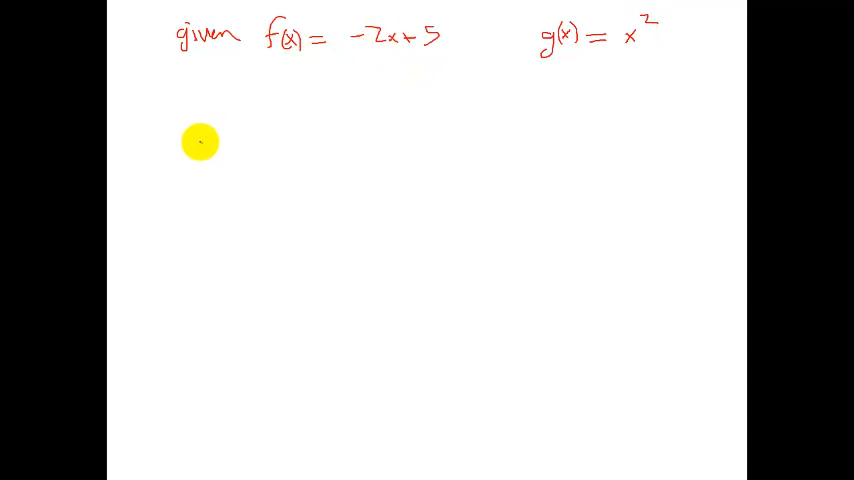 given f(x) = -2x+5 g(x) = x²